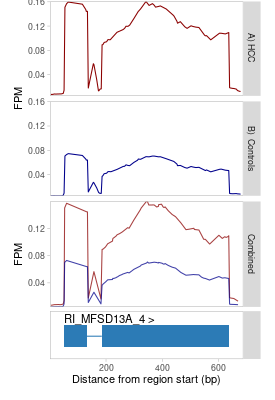 0.16
0.12
0.08
0.04
FPM
A) HCC
0.16
0.12
0.08
0.04
B) Controls
0.12
0.08
0.04
FPM
Combined
RI_MFSD13A_4 >
200 400 600
Distance from region start (bp)